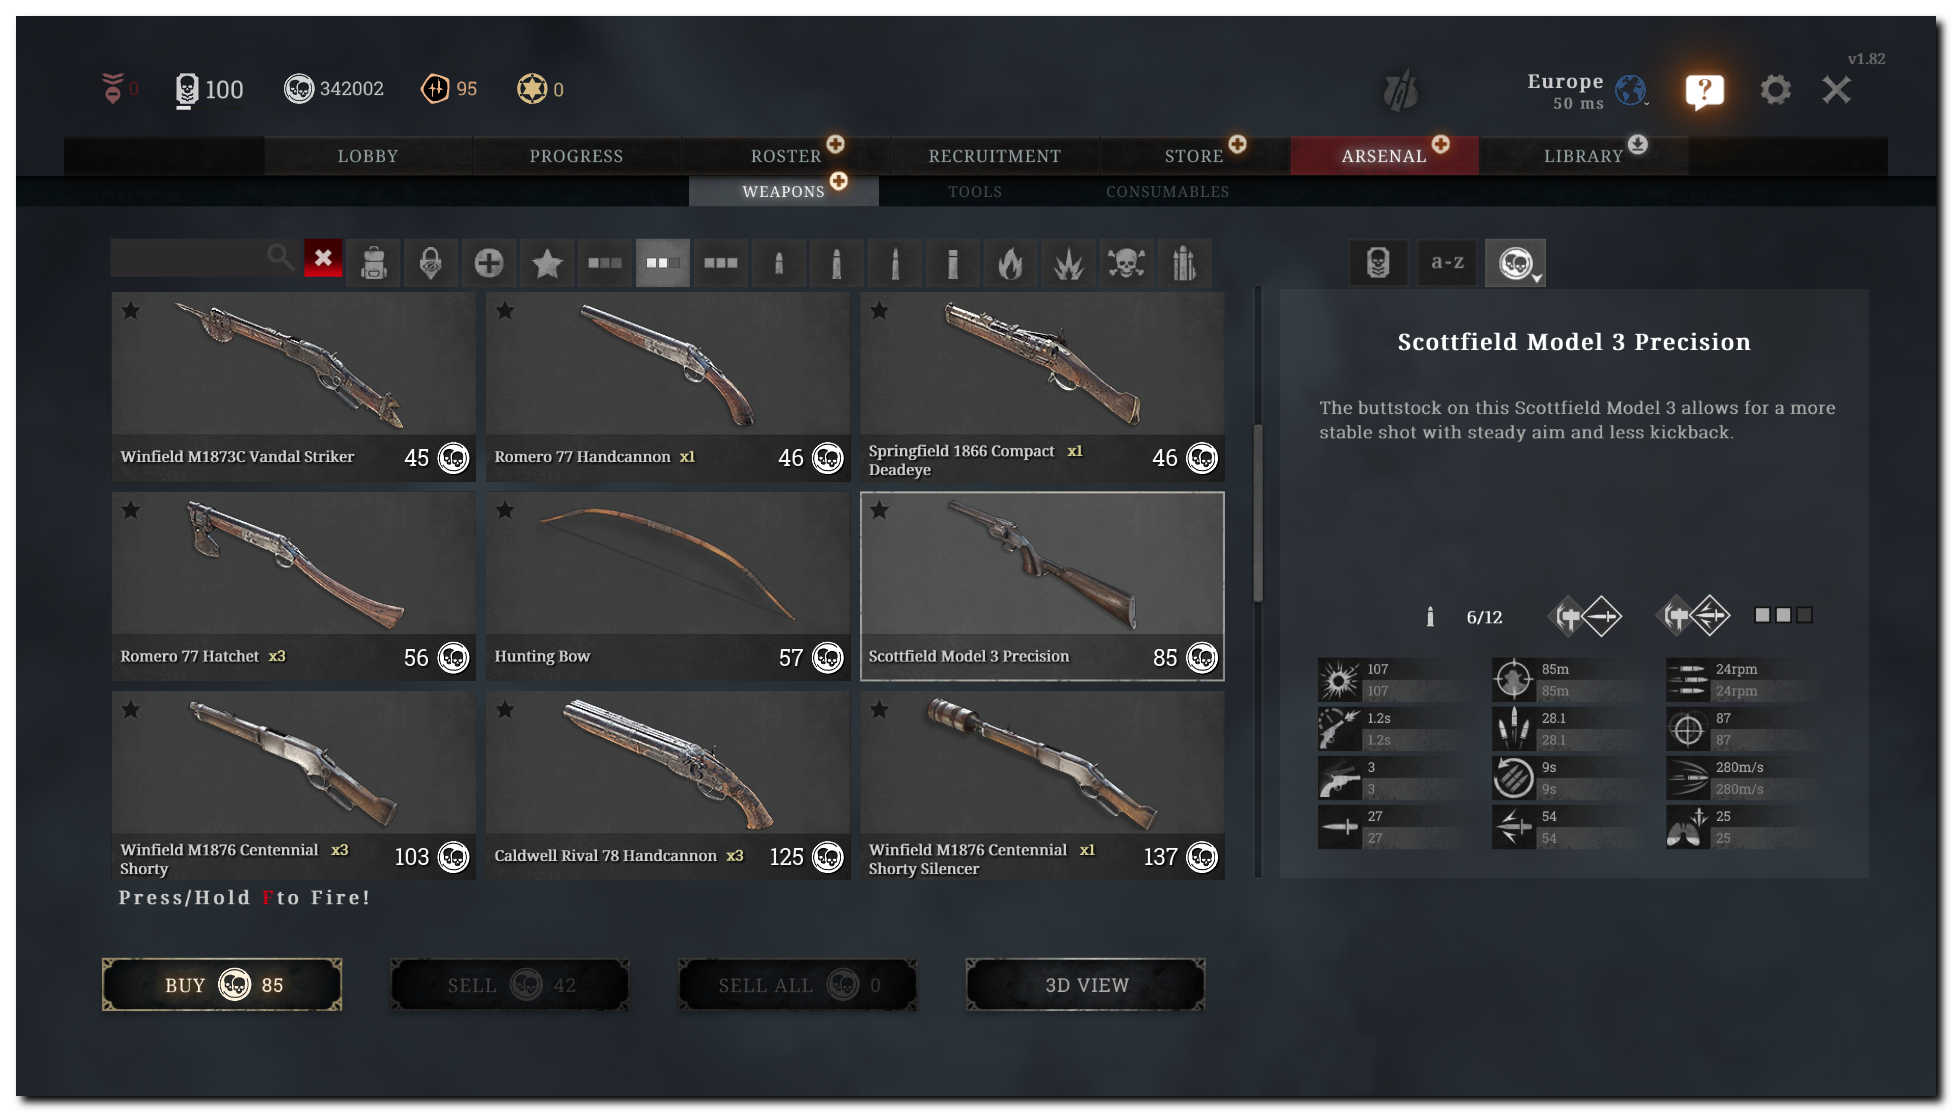 v1.82
0
100
342002
95
0
Europe
50 ms
?
LOBBY
PROGRESS
ROSTER
RECRUITMENT
STORE
ARSENAL
LIBRARY
WEAPONS
TOOLS
CONSUMABLES
a-z
Winfield M1873C Vandal Striker
45
Romero 77 Handcannon x1
46
Springfield 1866 Compact x1
Deadeye
46
Romero 77 Hatchet x3
56
Hunting Bow
57
Scottfield Model 3 Precision
85
Winfield M1876 Centennial x3
Shorty
103
Caldwell Rival 78 Handcannon x3
125
Winfield M1876 Centennial x1
Shorty Silencer
137
Press/Hold F to Fire!
BUY 85
SELL 42
SELL ALL 0
3D VIEW
Scottfield Model 3 Precision
The buttstock on this Scottfield Model 3 allows for a more
stable shot with steady aim and less kickback.
6/12
107
107
85m
85m
24rpm
24rpm
1.2s
1.2s
28.1
28.1
87
87
3
3
9s
9s
280m/s
280m/s
27
27
54
54
25
25